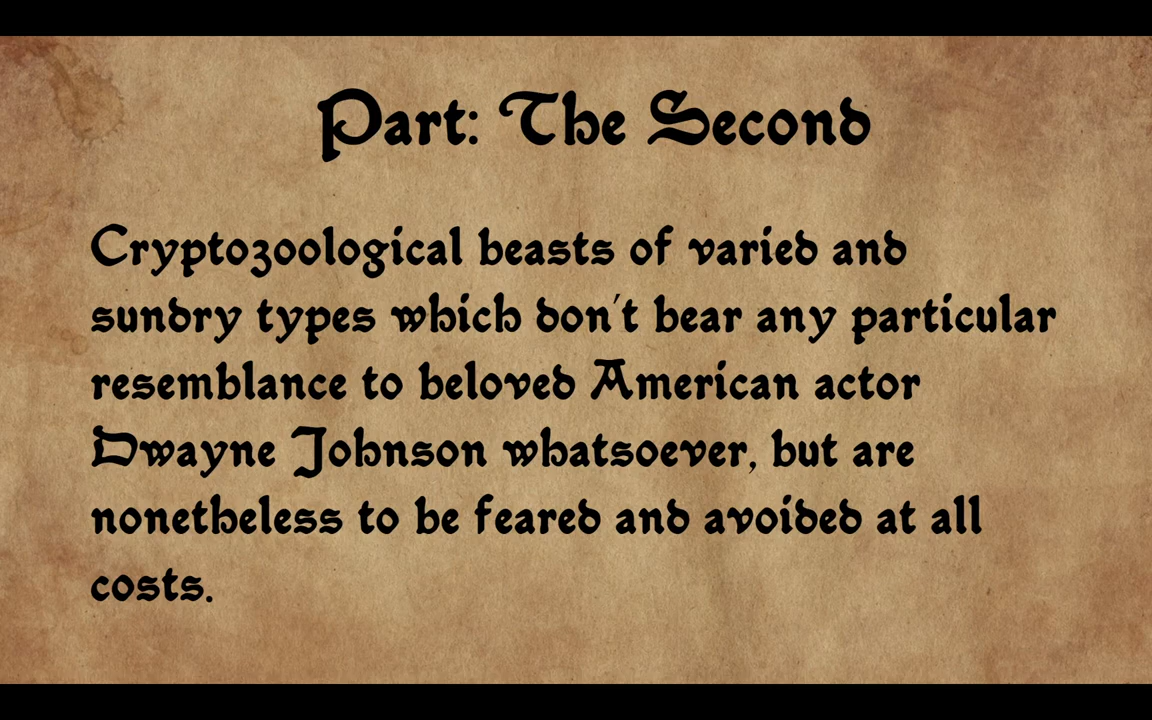 Part: The Second
Cryptozoological beasts of varied and
sundry types which don't bear any particular
resemblance to beloved American actor
Dwayne Johnson whatsoever, but are
nonetheless to be feared and avoided at all
costs.